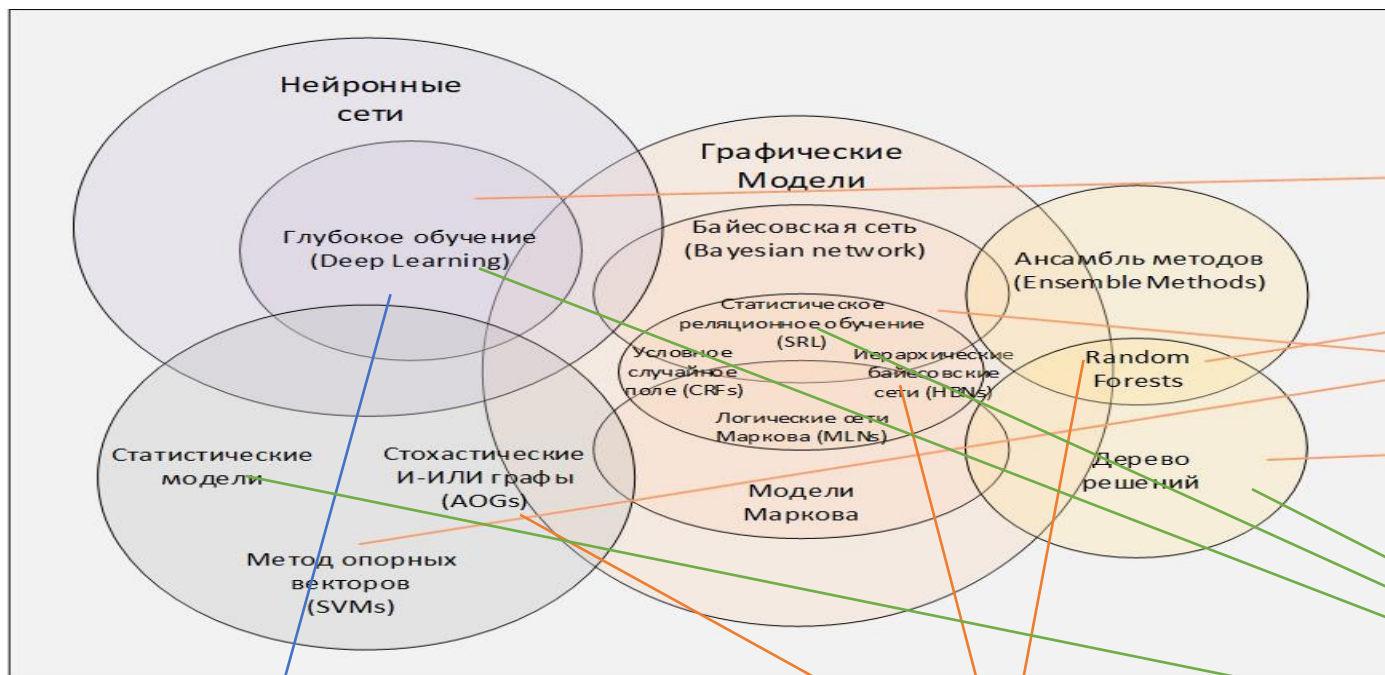 Нейронные
сети
Графические
Модели
Глубокое обучение
(Deep Learning)
Байесовская сеть
(Bayesian network)
Ансамбль методов
(Ensemble Methods)
Статистическое
реляционное обучение
(SRL)
Условное
случайное
поле (CRFs)
Иерархические
байесовские
сети (HBNs)
Random
Forests
Логические сети
Маркова (MLNs)
Статистические
модели
Стохастические
И-ИЛИ графы
(AOGs)
Модели
Маркова
Дерево
решений
Метод опорных
векторов
(SVMs)